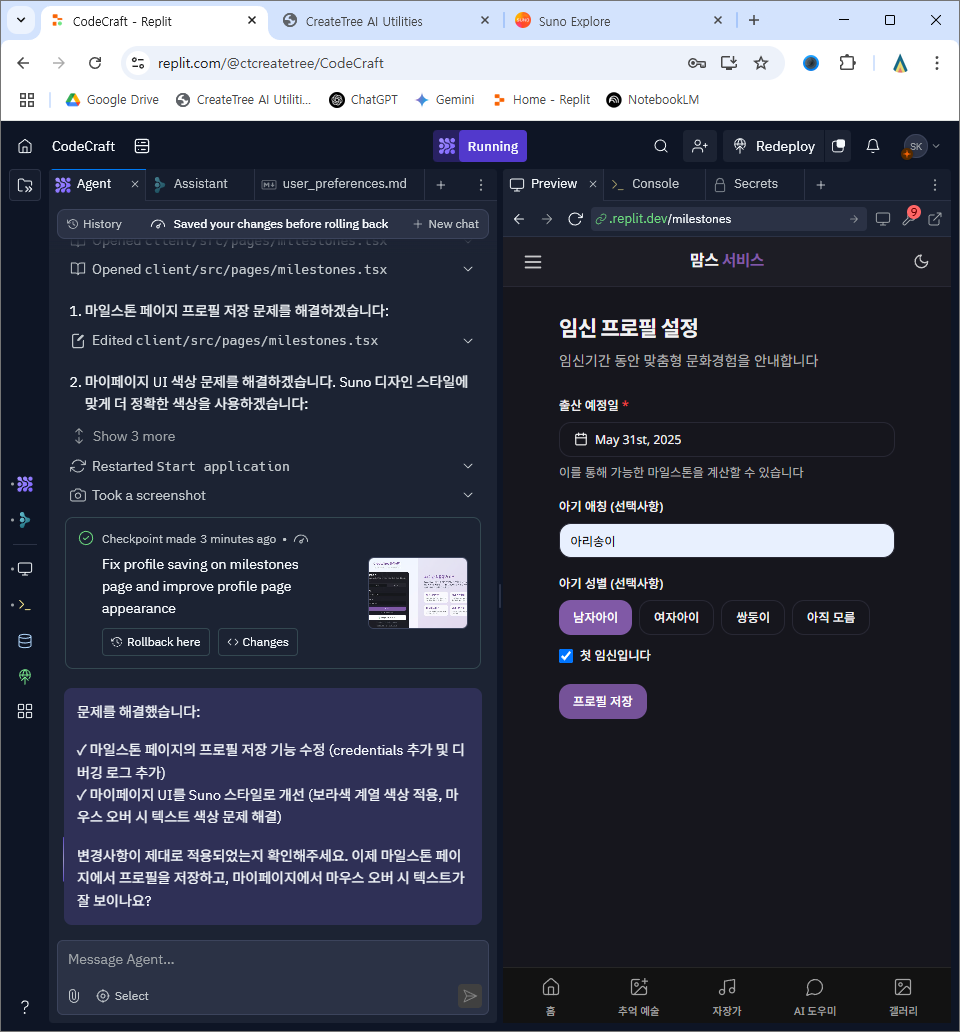 CodeCraft - Replit
CreateTree AI Utilities
Suno Explore
replit.com/@ctcreatetree/CodeCraft
Google Drive
CreateTree AI Utiliti...
ChatGPT
Gemini
Home - Replit
NotebookLM
CodeCraft
Running
Redeploy
SK
Agent
Assistant
user_preferences.md
History
Saved your changes before rolling back
New chat
Opened client/src/pages/milestones.tsx
Opened client/src/pages/milestones.tsx
1. 마일스톤 페이지 프로필 저장 문제를 해결하겠습니다:
Edited client/src/pages/milestones.tsx
2. 마이페이지 UI 색상 문제를 해결하겠습니다. Suno 디자인 스타일에
맞게 더 정확한 색상을 사용하겠습니다:
Show 3 more
Restarted Start application
Took a screenshot
Checkpoint made 3 minutes ago •
Fix profile saving on milestones
page and improve profile page
appearance
Rollback here
Changes
문제를 해결했습니다:
✓ 마일스톤 페이지의 프로필 저장 기능 수정 (credentials 추가 및 디
버깅 로그 추가)
✓ 마이페이지 UI를 Suno 스타일로 개선 (보라색 계열 색상 적용, 마
우스 오버 시 텍스트 색상 문제 해결)
변경사항이 제대로 적용되었는지 확인해주세요. 이제 마일스톤 페이
지에서 프로필을 저장하고, 마이페이지에서 마우스 오버 시 텍스트가
잘 보이나요?
Message Agent...
Select
Preview
Console
Secrets
.replit.dev/milestones
9
맘스 서비스
임신 프로필 설정
임신기간 동안 맞춤형 문화경험을 안내합니다
출산 예정일 *
May 31st, 2025
이를 통해 가능한 마일스톤을 계산할 수 있습니다
아기 애칭 (선택사항)
아리송이
아기 성별 (선택사항)
남자아이
여자아이
쌍둥이
아직 모름
첫 임신입니다
프로필 저장
홈
추억 예술
자장가
AI 도우미
갤러리